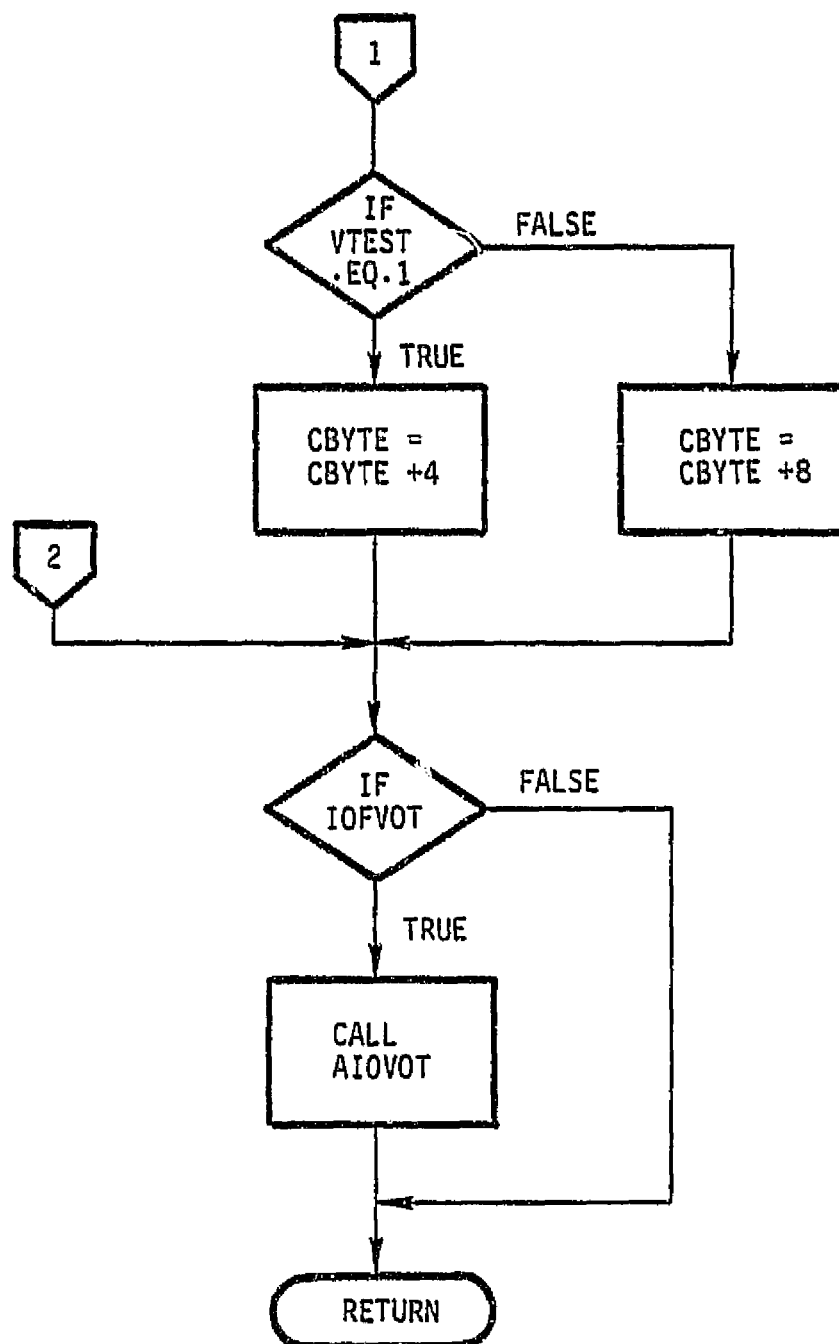 1
IF
VTEST
.EQ.1
FALSE
TRUE
CBYTE =
CBYTE +4
CBYTE =
CBYTE +8
2
IF
IOFVOT
FALSE
TRUE
CALL
AIOVOT
RETURN